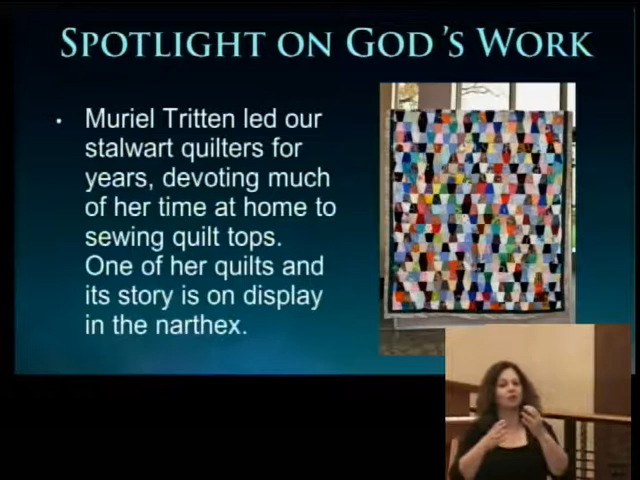 SPOTLIGHT ON GOD'S WORK
• Muriel Tritten led our
stalwart quilters for
years, devoting much
of her time at home to
sewing quilt tops.
One of her quilts and
its story is on display
in the narthex.